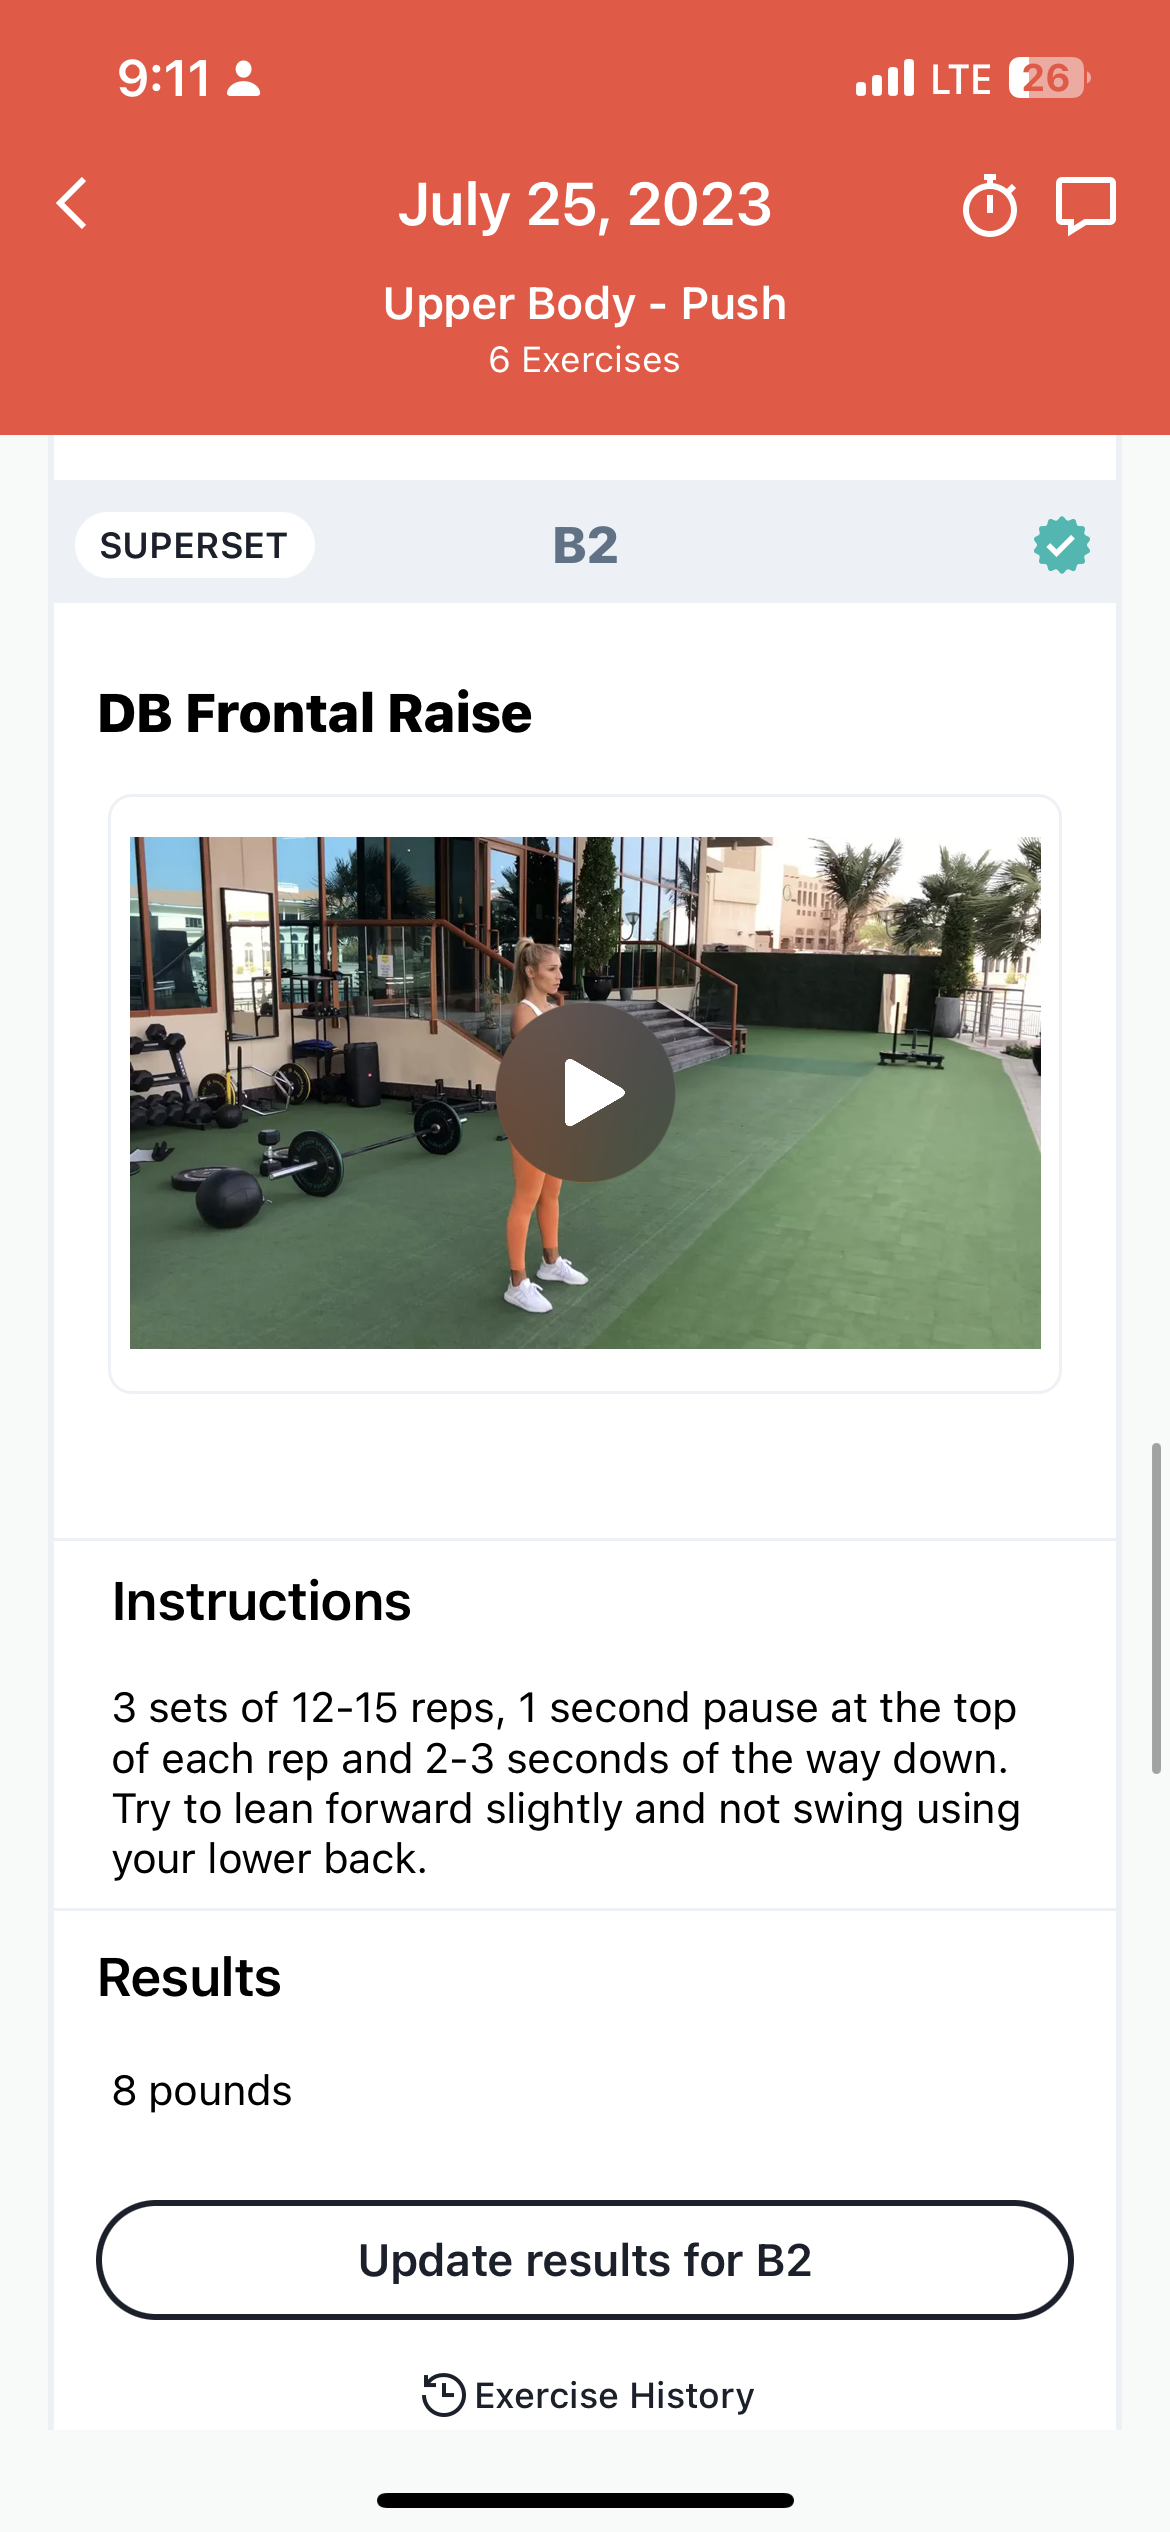 9:11
LTE
26
July 25, 2023
Upper Body - Push
6 Exercises
SUPERSET
B2
DB Frontal Raise
Instructions
3 sets of 12-15 reps, 1 second pause at the top
of each rep and 2-3 seconds of the way down.
Try to lean forward slightly and not swing using
your lower back.
Results
8 pounds
Update results for B2
Exercise History